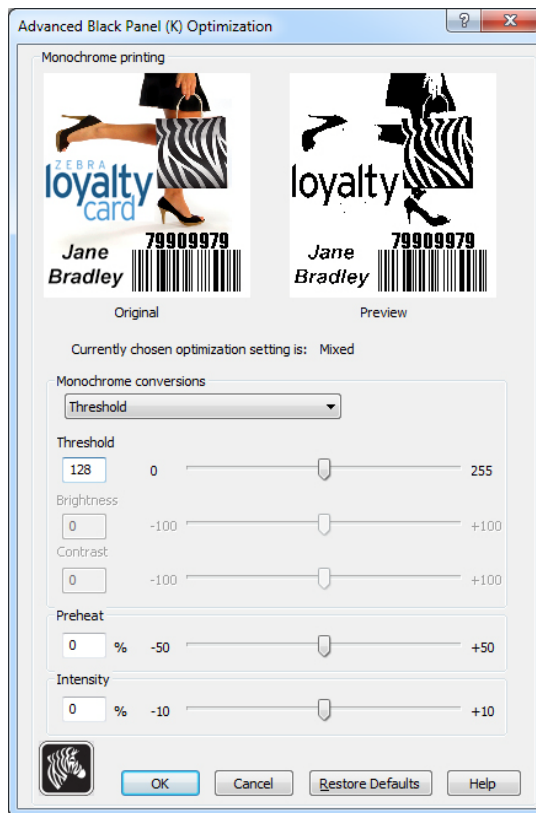 Advanced Black Panel (K) Optimization
?
X
Monochrome printing
ZEBRA
loyalty
card
79909979
Jane
Bradley
loyalty
79909979
Jane
Bradley
Original
Preview
Currently chosen optimization setting is: Mixed
Monochrome conversions
Threshold
Threshold
128 0 255
Brightness
0 -100 +100
Contrast
0 -100 +100
Preheat
0 % -50 +50
Intensity
0 % -10 +10
OK Cancel Restore Defaults Help